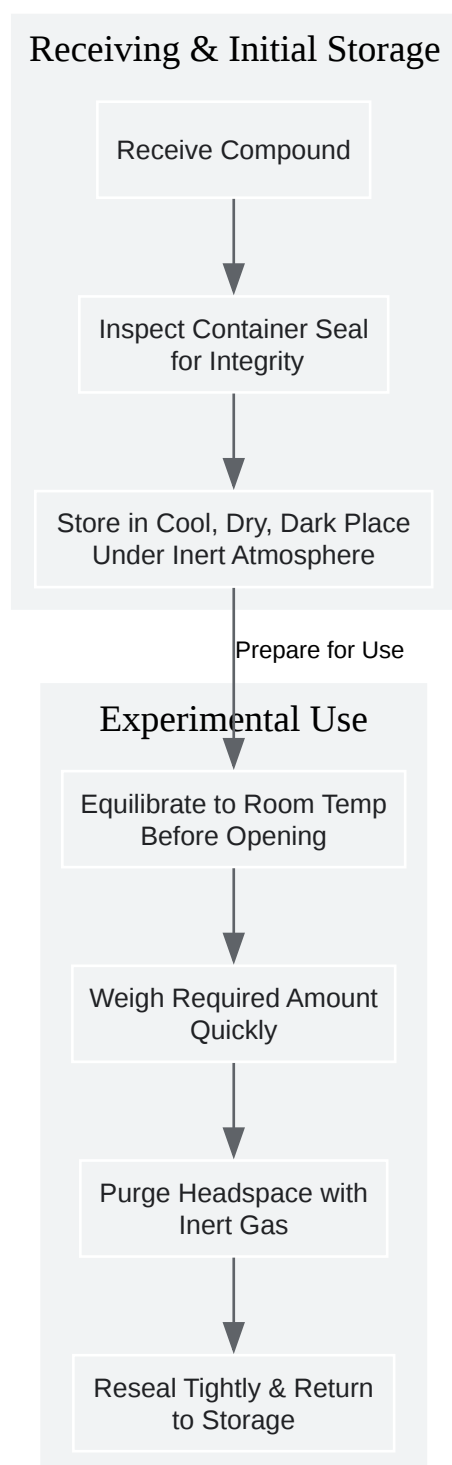 Receiving & Initial Storage
Receive Compound
Inspect Container Seal
for Integrity
Store in Cool, Dry, Dark Place
Under Inert Atmosphere
Prepare for Use
Experimental Use
Equilibrate to Room Temp
Before Opening
Weigh Required Amount
Quickly
Purge Headspace with
Inert Gas
Reseal Tightly & Return
to Storage